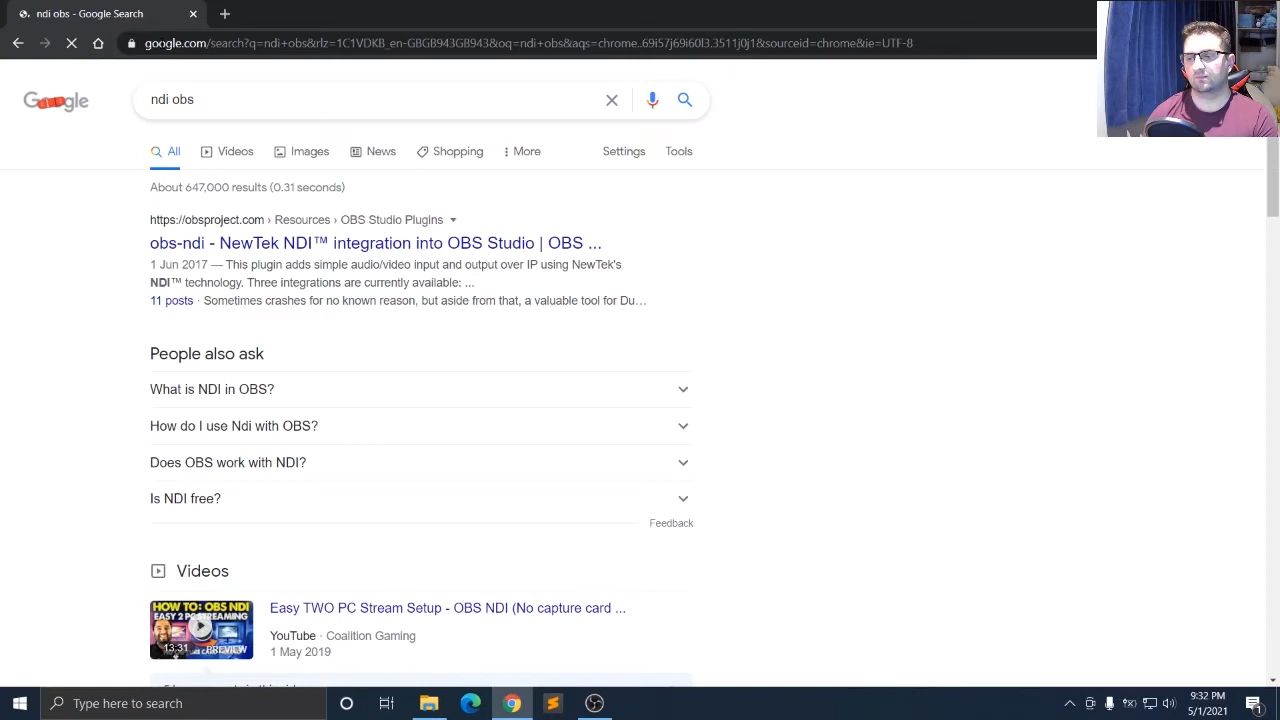 ndi obs - Google Search
google.com/search?q=ndi+obs&rlz=1C1VDKB_en-GBGB943GB943&oq=ndi+obs&aqs=chrome..69i57j69i60l3.3511j0j1&sourceid=chrome&ie=UTF-8
Google
ndi obs
All Videos Images News Shopping More Settings Tools
About 647,000 results (0.31 seconds)
https://obsproject.com › Resources › OBS Studio Plugins
obs-ndi - NewTek NDI™ integration into OBS Studio | OBS ...
1 Jun 2017 — This plugin adds simple audio/video input and output over IP using NewTek's
NDI™ technology. Three integrations are currently available: ...
11 posts · Sometimes crashes for no known reason, but aside from that, a valuable tool for Du…
People also ask
What is NDI in OBS?
How do I use Ndi with OBS?
Does OBS work with NDI?
Is NDI free?
Feedback
Videos
HOW TO: OBS NDI
EASY 2 PC STREAMING
13:31 PREVIEW
Easy TWO PC Stream Setup - OBS NDI (No capture card ...
YouTube · Coalition Gaming
1 May 2019
Type here to search
9:32 PM
5/1/2021
1